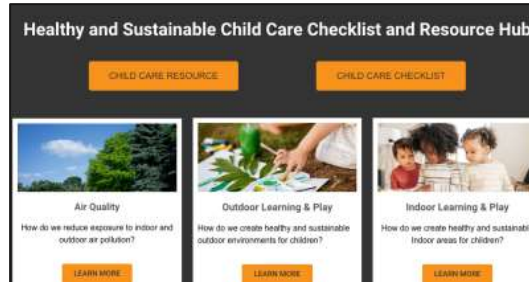 Healthy and Sustainable Child Care Checklist and Resource Hub
CHILD CARE RESOURCE
CHILD CARE CHECKLIST
Air Quality
How do we reduce exposure to indoor and
outdoor air pollution?
LEARN MORE
Outdoor Learning & Play
How do we create healthy and sustainable
outdoor environments for children?
LEARN MORE
Indoor Learning & Play
How do we create healthy and sustainabl
Indoor areas for children?
LEARN MORE